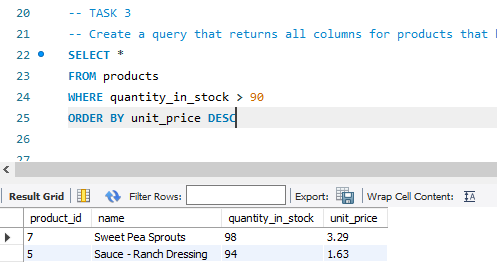 20 -- TASK 3
21 -- Create a query that returns all columns for products that
22 SELECT *
23 FROM products
24 WHERE quantity_in_stock > 90
25 ORDER BY unit_price DESC
26
27
Result Grid Filter Rows: Export: Wrap Cell Content:
product_id name quantity_in_stock unit_price
7 Sweet Pea Sprouts 98 3.29
5 Sauce - Ranch Dressing 94 1.63